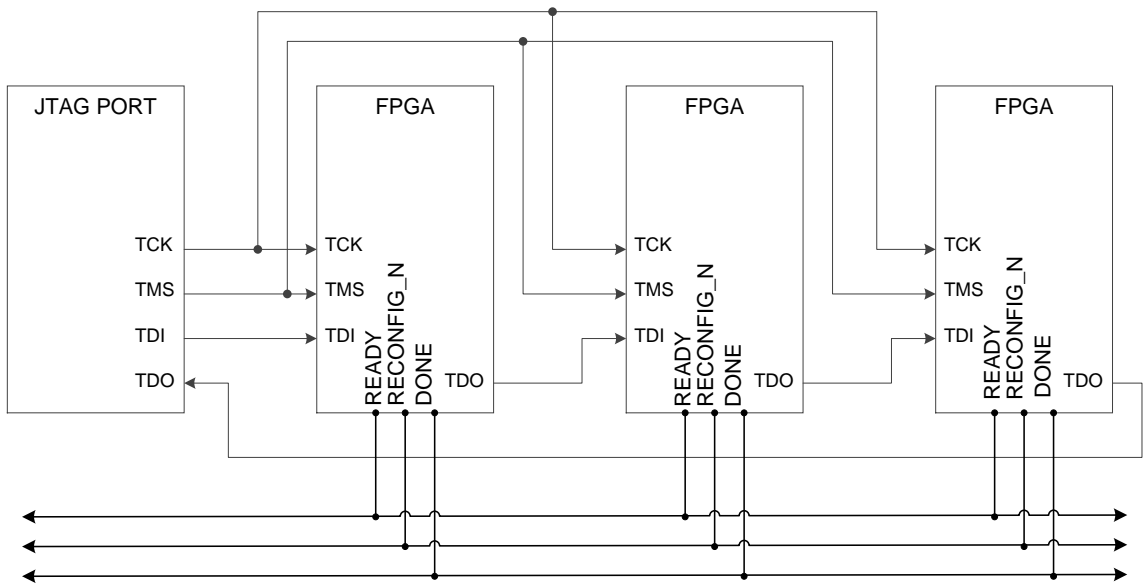 JTAG PORT
TCK
TMS
TDI
TDO
FPGA
TCK
TMS
TDI
READY
RECONFIG_N
DONE
TDO
FPGA
TCK
TMS
TDI
READY
RECONFIG_N
DONE
TDO
FPGA
TCK
TMS
TDI
READY
RECONFIG_N
DONE
TDO